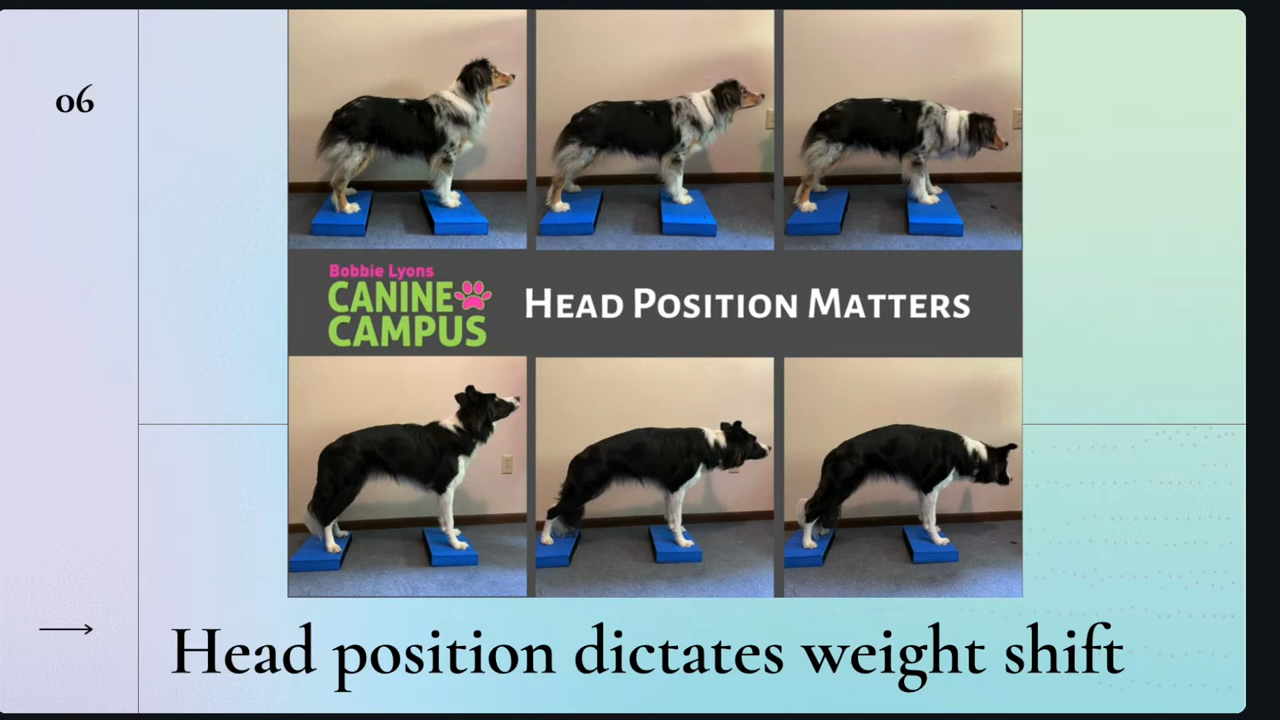 06
Bobbie Lyons
CANINE
CAMPUS
HEAD POSITION MATTERS
Head position dictates weight shift